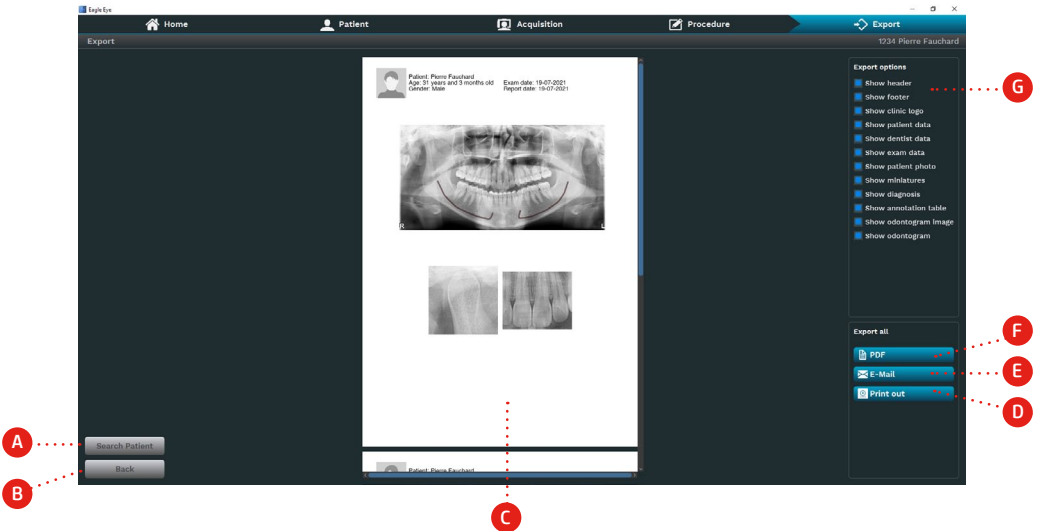 Eagle Eye
Home
Patient
Acquisition
Procedure
Export
Export
1234 Pierre Fauchard
Patient: Pierre Fauchard
Age: 31 years and 3 months old Exam date: 19-07-2021
Gender: Male Report date: 19-07-2021
R L
Patient: Pierre Fauchard
Export options
Show header
Show footer
Show clinic logo
Show patient data
Show dentist data
Show exam data
Show patient photo
Show miniatures
Show diagnosis
Show annotation table
Show odontogram image
Show odontogram
Export all
PDF
E-Mail
Print out
Search Patient
Back
A
B
C
D
E
F
G